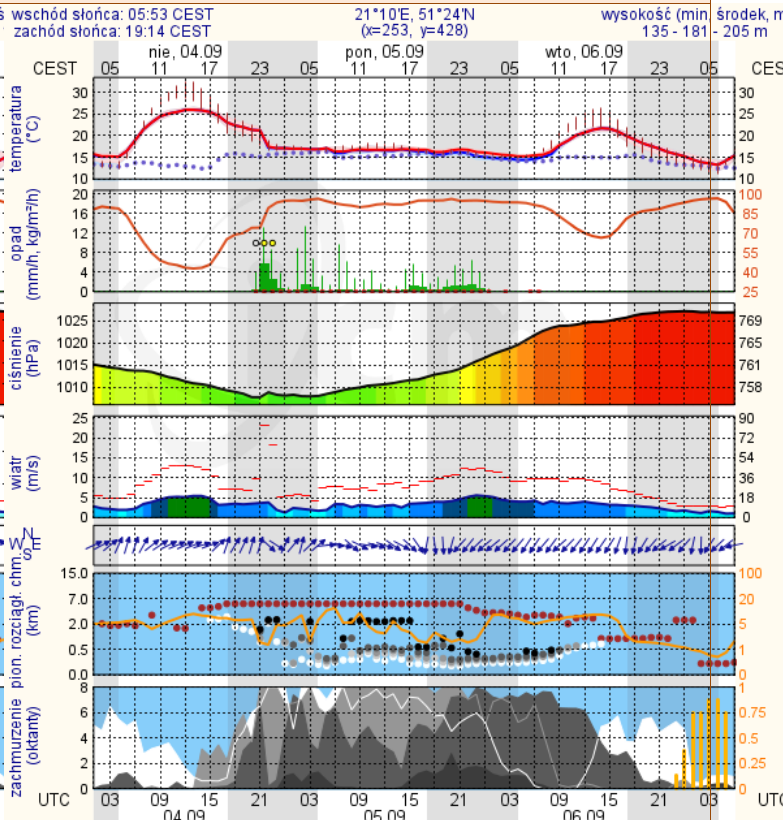 wschód słońca: 05:53 CEST 21°10'E, 51°24'N wysokość (min, środek, m
zachód słońca: 19:14 CEST (x=253, y=428) 135 - 181 - 205 m
nie, 04.09 pon, 05.09 wto, 06.09
CEST 05 11 17 23 05 11 17 23 05 11 17 23 05 CES
temperatura
(°C)
30 30
25 25
20 20
15 15
10 10
opad
(mm/h, kg/m²/h)
20 100
16 85
12 70
8 55
4 40
0 25
ciśnienie
(hPa)
1025 769
1020 765
1015 761
1010 758
wiatr
(m/s)
25 90
20 72
15 54
10 36
5 18
0 0
N
W E
S
pion. rozciągł. chm.
(km)
15.0 100
7.0 20
2.0 5
0.5 1
0.0 0
zachmurzenie
(oktanty)
8 1
6 0.75
4 0.5
2 0.25
0 0
UTC 03 09 15 21 03 09 15 21 03 09 15 21 03 UTC
04.09 05.09 06.09